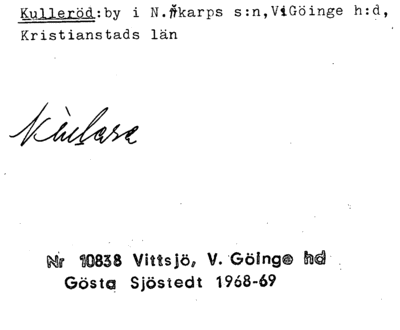 Kulleröd:by i N.Åkarps s:n,V.Göinge h:d,
Kristianstads län
Nr 10838 Vittsjö, V. Göinge hd
Gösta Sjöstedt 1968-69